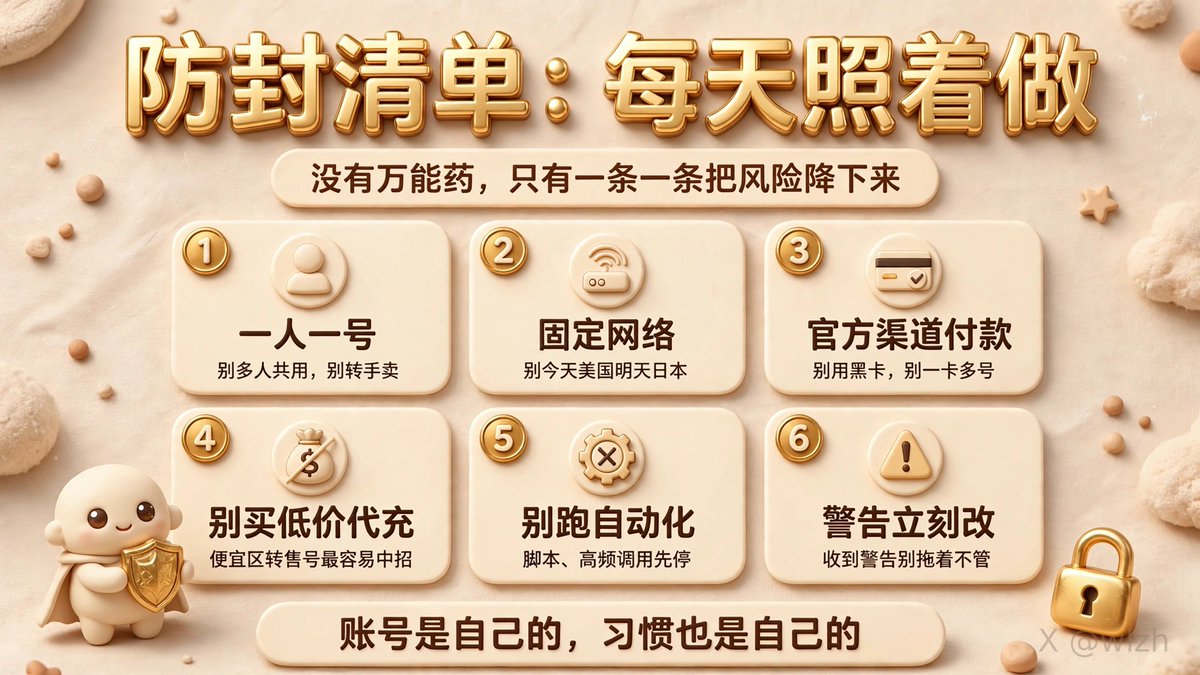 防封清单：每天照着做
没有万能药，只有一条一条把风险降下来
1
一人一号
别多人共用，别转手卖
2
固定网络
别今天美国明天日本
3
官方渠道付款
别用黑卡，别一卡多号
4
别买低价代充
便宜区转售号最容易中招
5
别跑自动化
脚本、高频调用先停
6
警告立刻改
收到警告别拖着不管
账号是自己的，习惯也是自己的
X @wizh